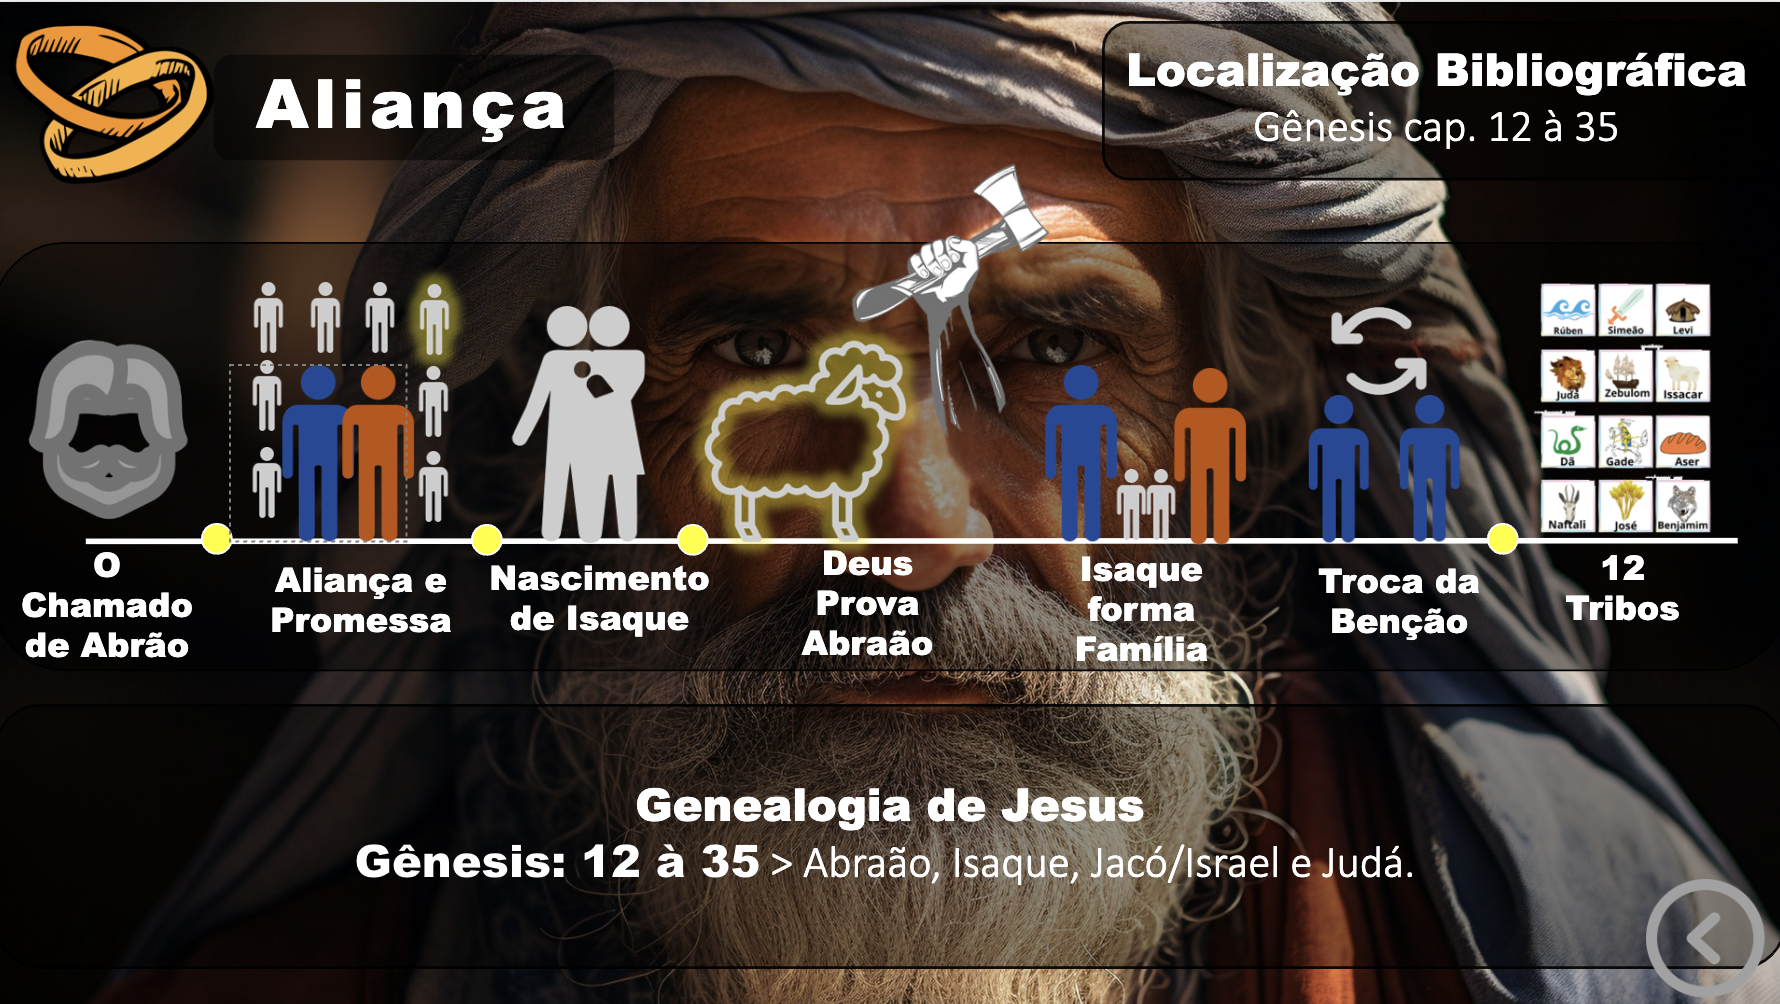 Aliança
Localização Bibliográfica
Gênesis cap. 12 à 35
O
Chamado
de Abrão
Aliança e
Promessa
Nascimento
de Isaque
Deus
Prova
Abraão
Isaque
forma
Família
Troca da
Benção
Rúben Simeão Levi
Judá Zebulom Issacar
Dã Gade Aser
Naftali José Benjamim
12
Tribos
Genealogia de Jesus
Gênesis: 12 à 35 > Abraão, Isaque, Jacó/Israel e Judá.